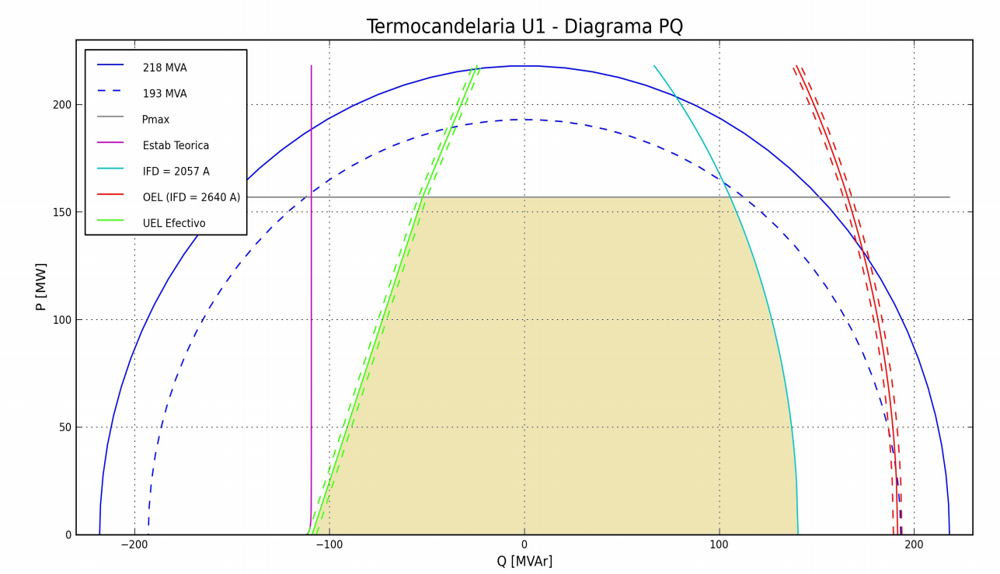 Termocandelaria U1 - Diagrama PQ
218 MVA
193 MVA
Pmax
Estab Teorica
IFD = 2057 A
OEL (IFD = 2640 A)
UEL Efectivo
P [MW]
200
150
100
50
0
−200
−100
0
100
200
Q [MVAr]